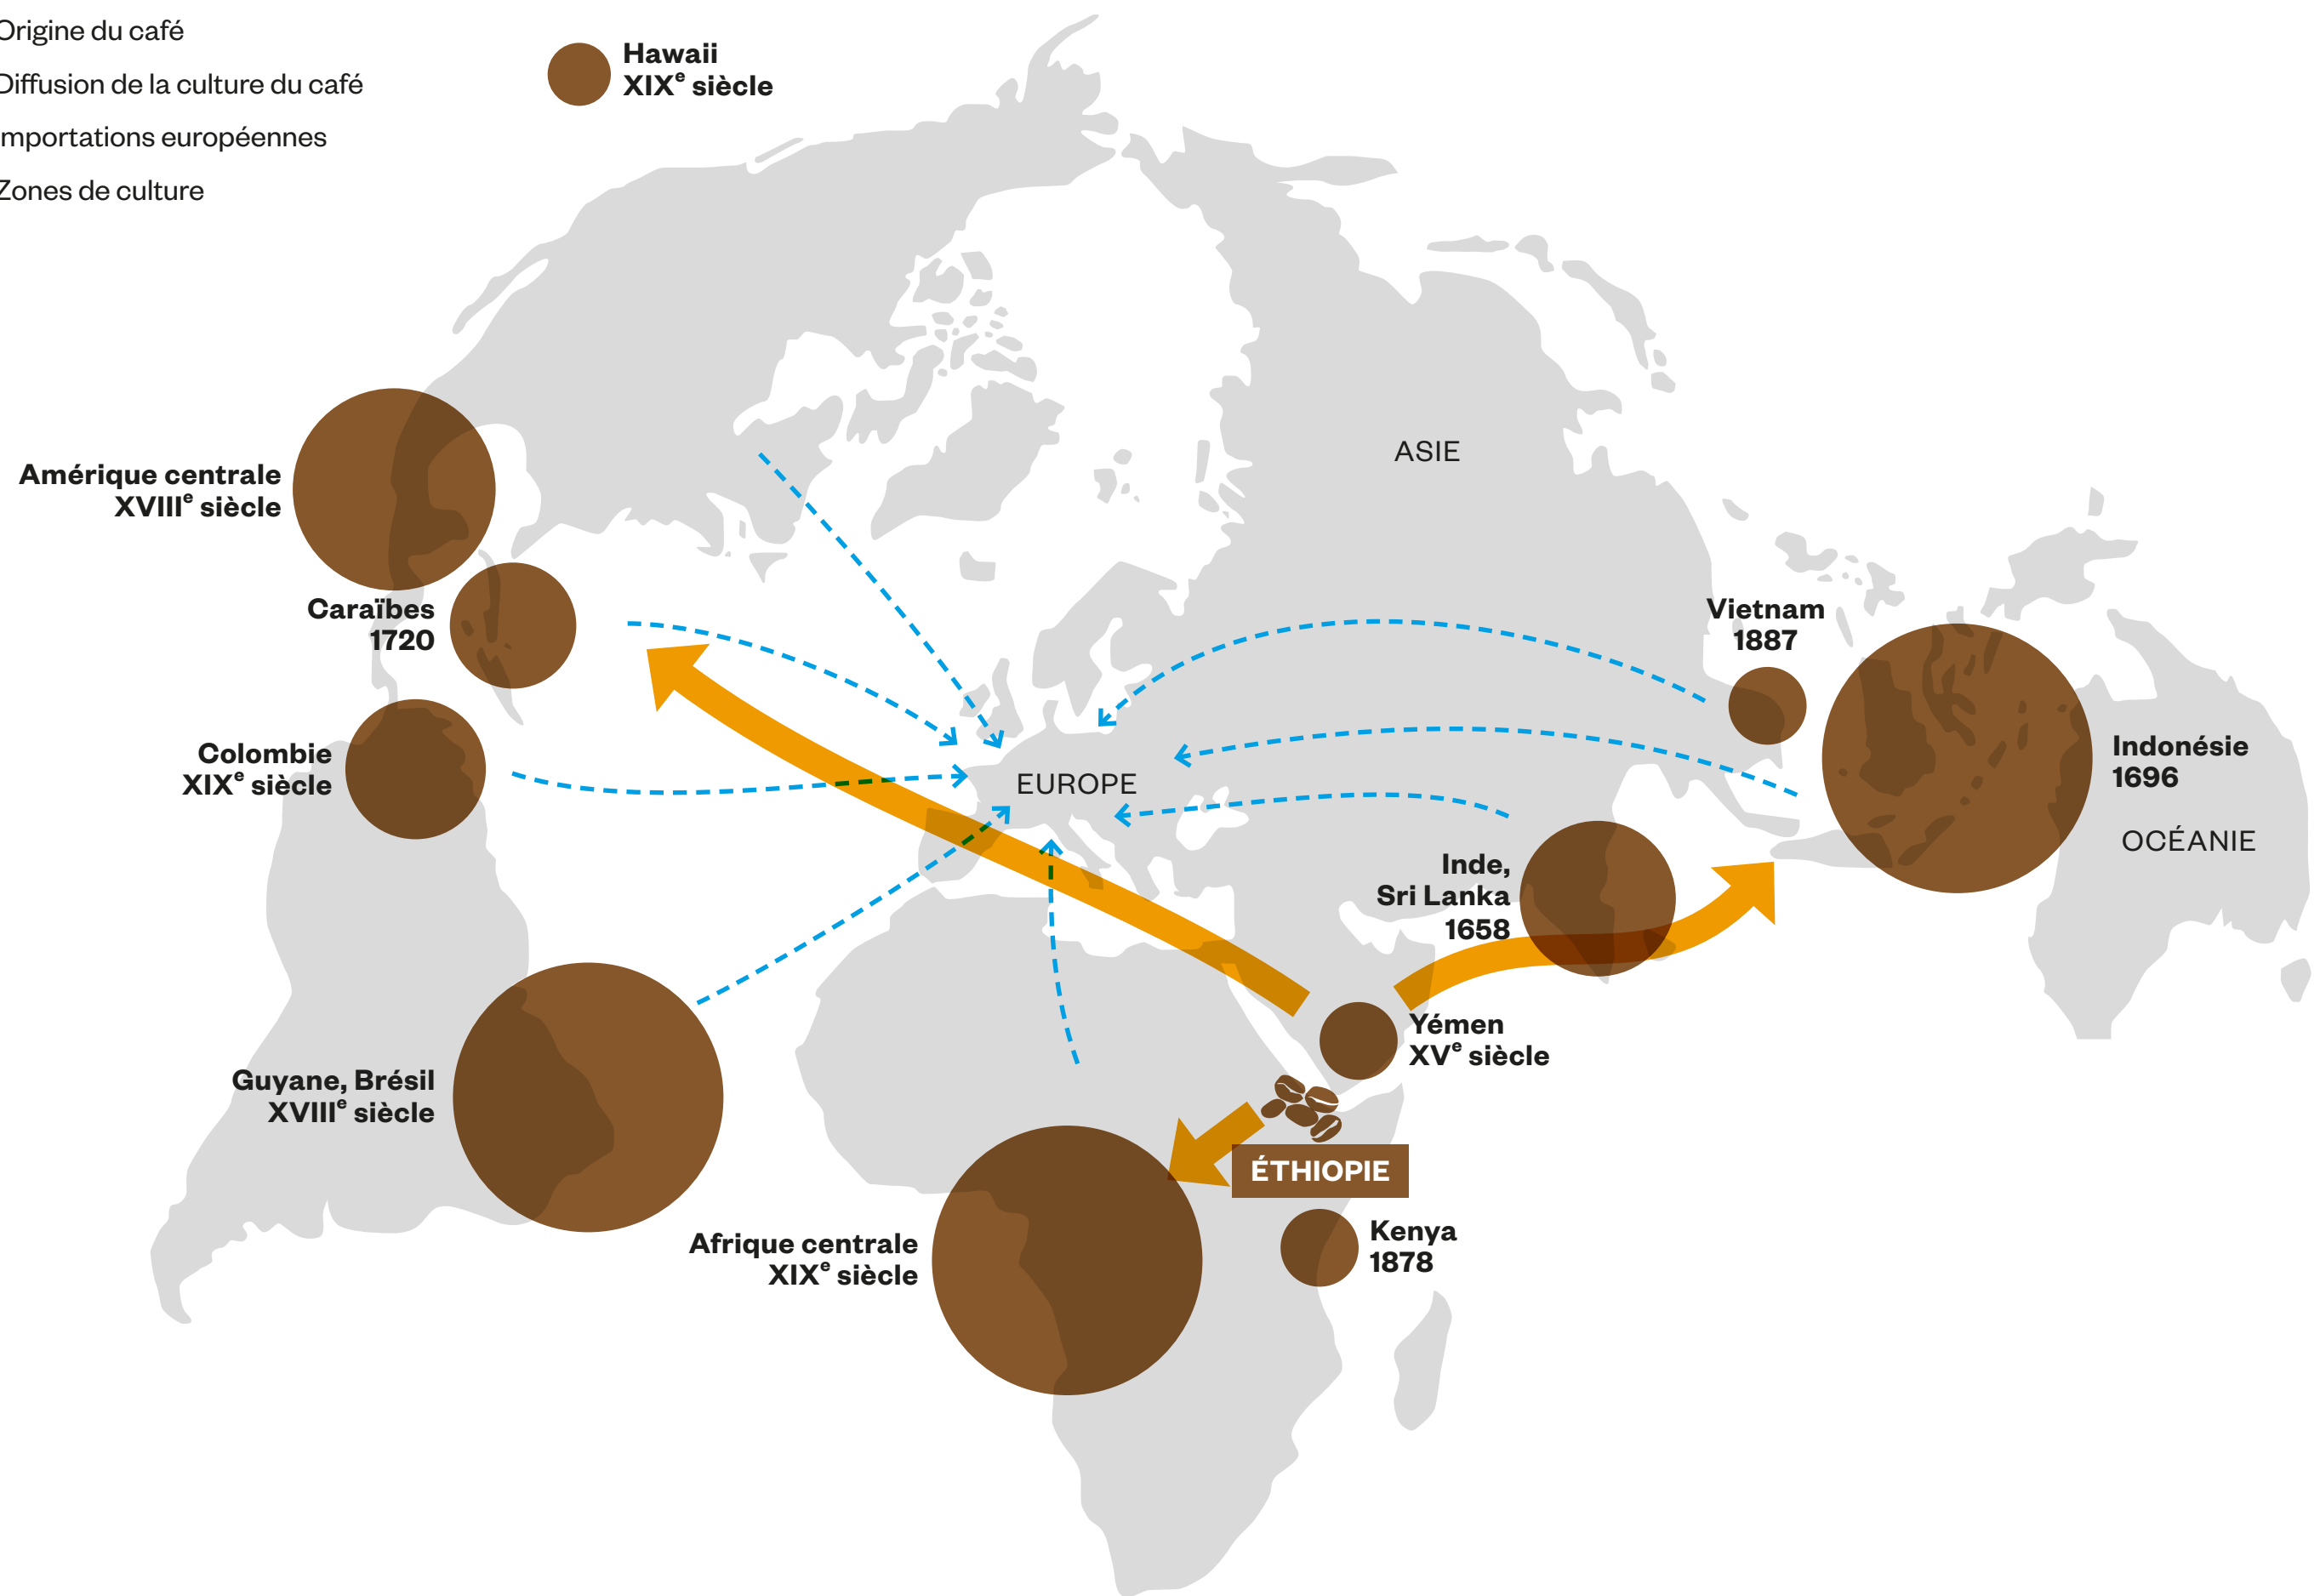 Origine du café
Diffusion de la culture du café
Importations européennes
Zones de culture
Hawaii
XIXe siècle
ASIE
Amérique centrale
XVIIIe siècle
Caraïbes
1720
Vietnam
1887
Colombie
XIXe siècle
EUROPE
Indonésie
1696
OCÉANIE
Inde,
Sri Lanka
1658
Yémen
XVe siècle
Guyane, Brésil
XVIIIe siècle
ÉTHIOPIE
Afrique centrale
XIXe siècle
Kenya
1878